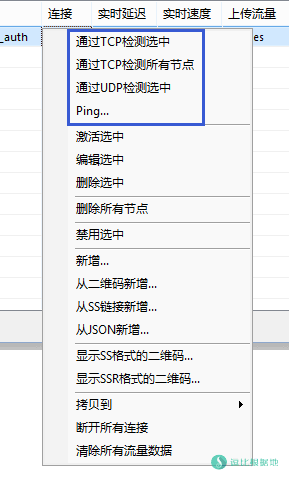 连接 实时延迟 实时速度 上传流量
_auth es
通过TCP检测选中
通过TCP检测所有节点
通过UDP检测选中
Ping...
激活选中
编辑选中
删除选中
删除所有节点
禁用选中
新增...
从二维码新增...
从SS链接新增...
从JSON新增...
显示SS格式的二维码...
显示SSR格式的二维码...
拷贝到
断开所有连接
清除所有流量数据
逗比根据地